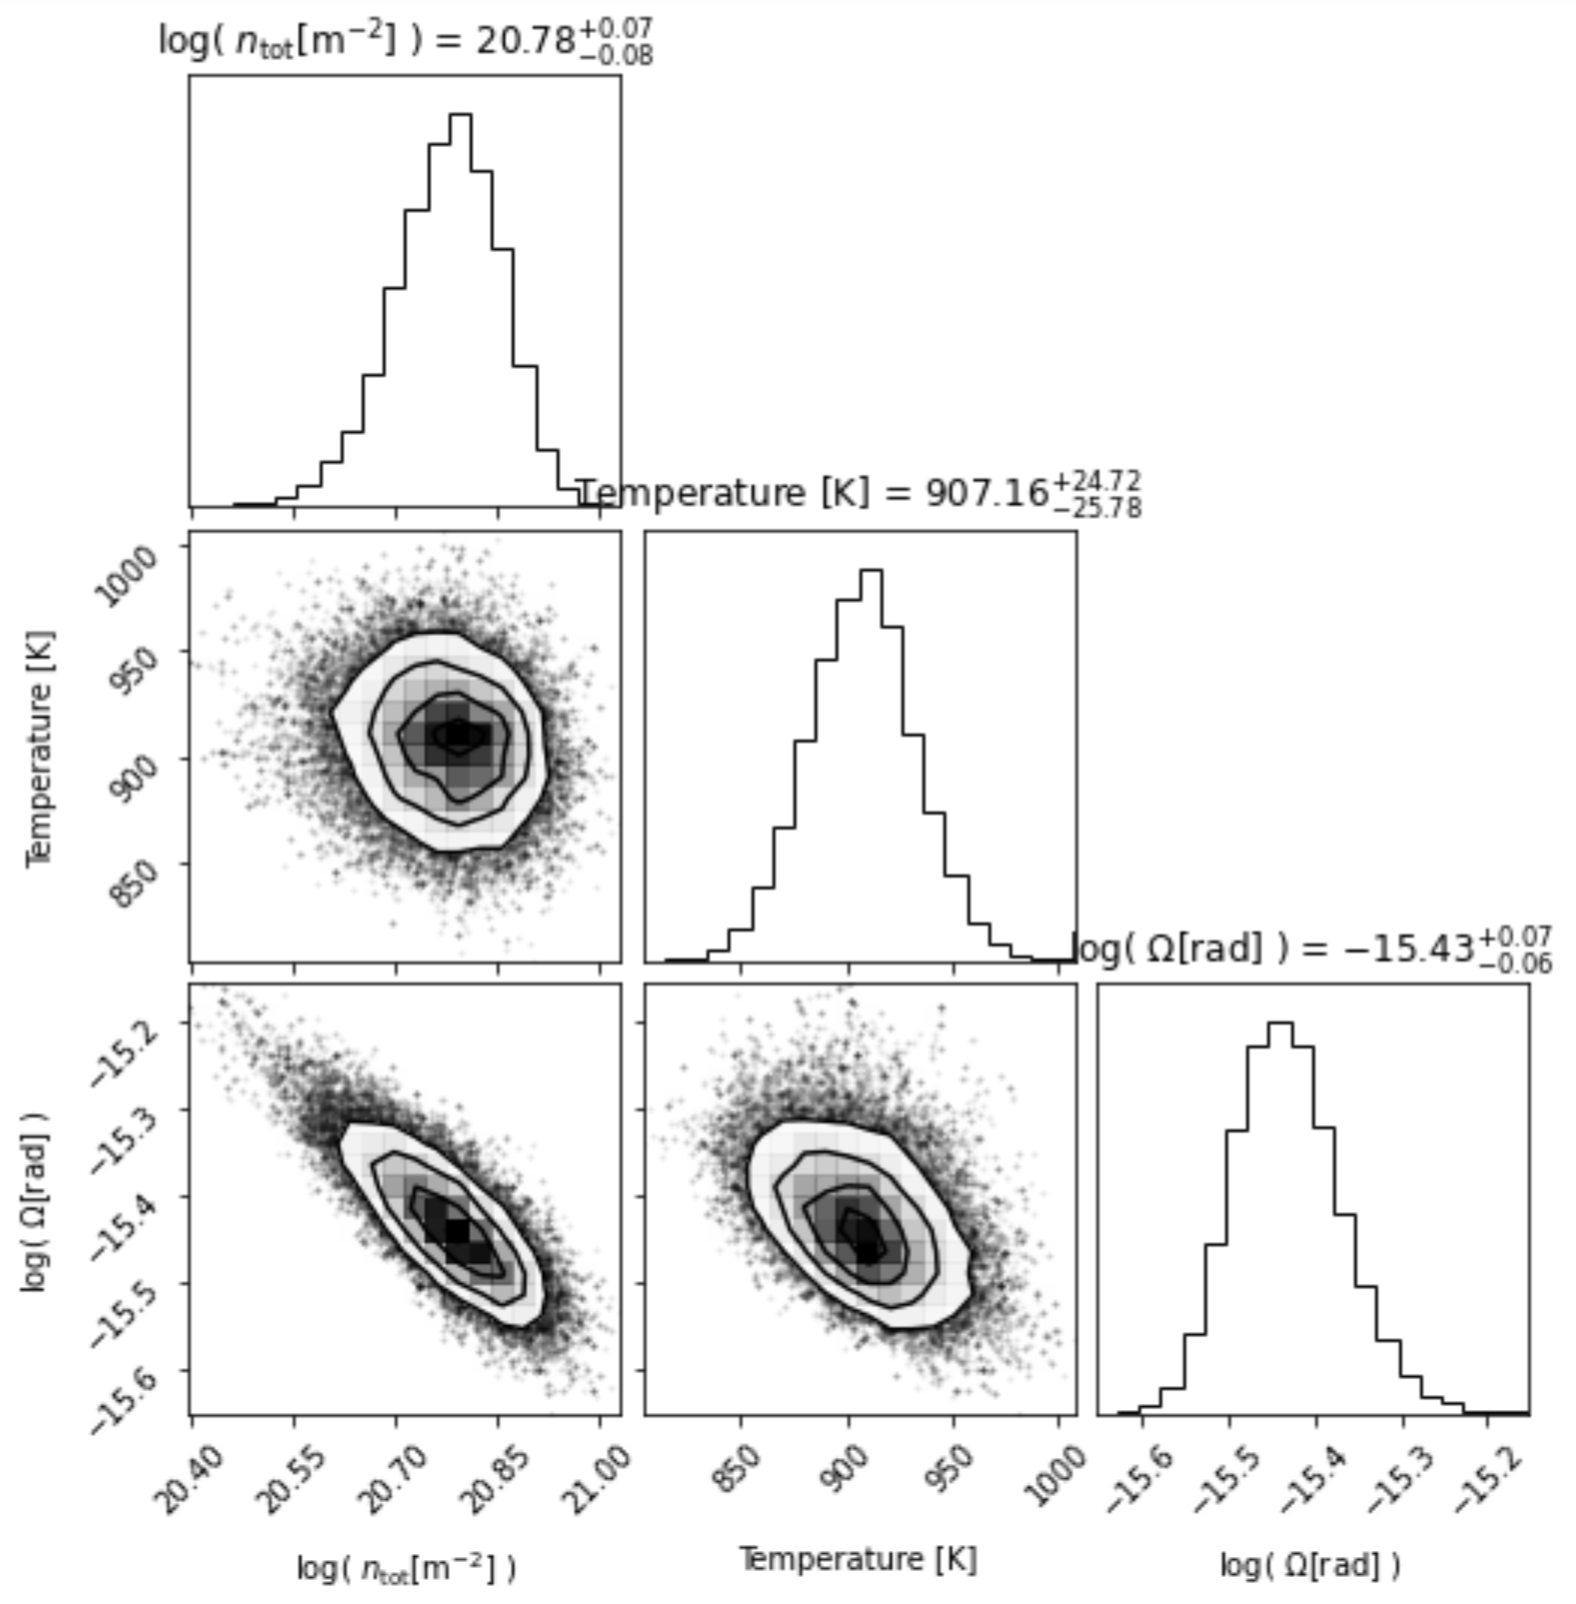 log( n_tot[m⁻²] ) = 20.78 +0.07 −0.08
Temperature [K] = 907.16 +24.72 −25.78
1000
950
900
850
Temperature [K]
log( Ω[rad] ) = −15.43 +0.07 −0.06
−15.2
−15.3
−15.4
−15.5
−15.6
log( Ω[rad] )
20.40 20.55 20.70 20.85 21.00
850 900 950 1000
−15.6 −15.5 −15.4 −15.3 −15.2
log( n_tot[m⁻²] )
Temperature [K]
log( Ω[rad] )